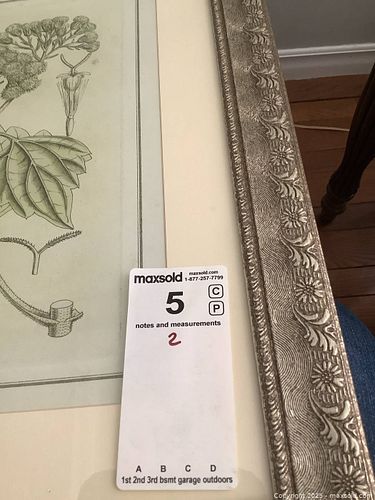 maxsold maxsold.com
1-877-257-7799
5 C
P
notes and measurements
2
A B C D
1st 2nd 3rd bsmt garage outdoors
Copyright 2025 - maxsold.com